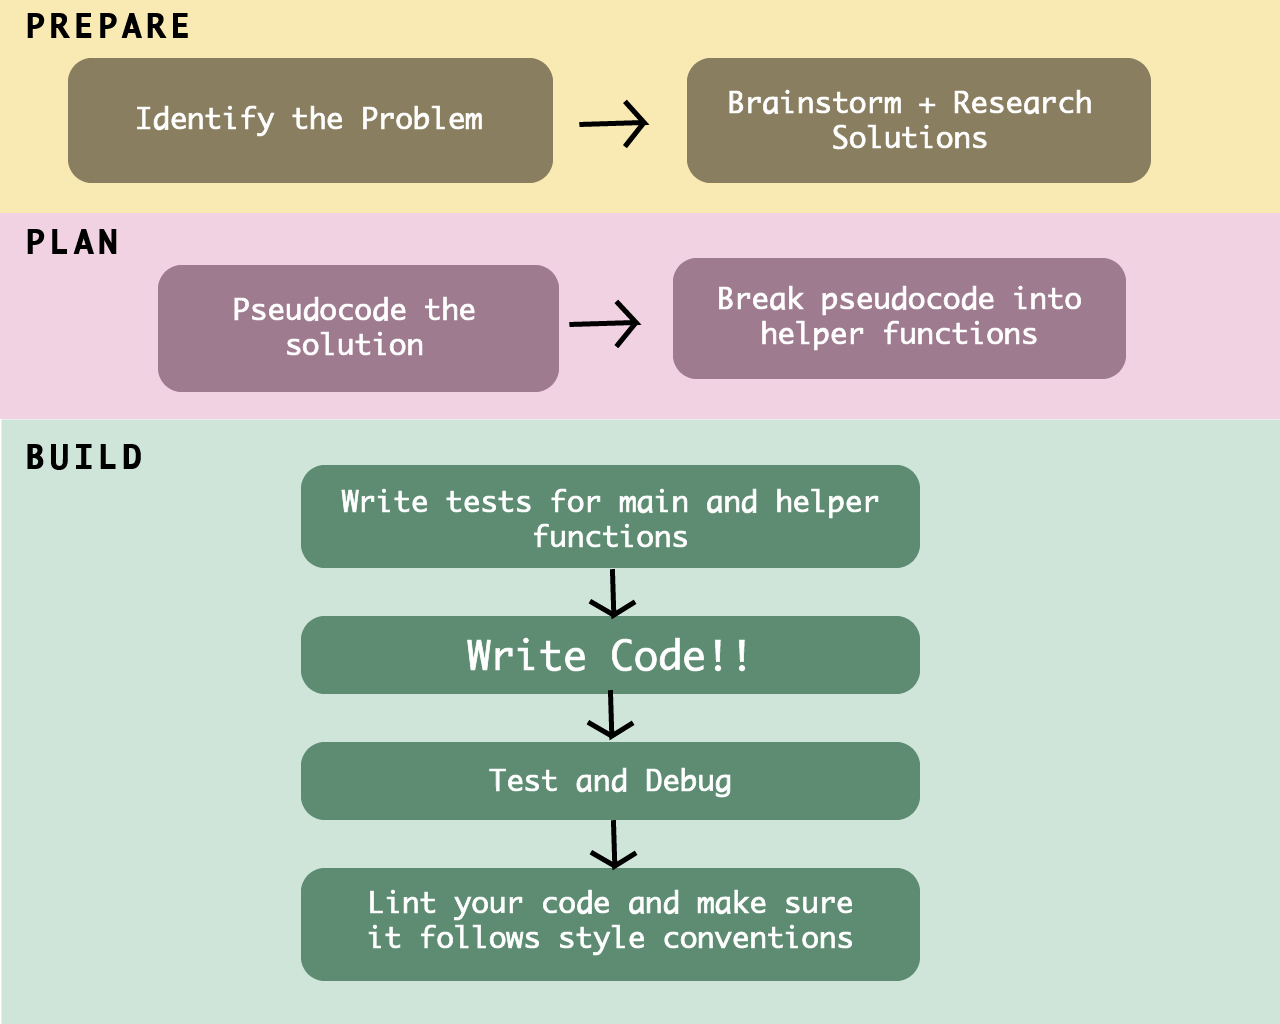 PREPARE
Identify the Problem
Brainstorm + Research
Solutions
PLAN
Pseudocode the
solution
Break pseudocode into
helper functions
BUILD
Write tests for main and helper
functions
Write Code!!
Test and Debug
Lint your code and make sure
it follows style conventions